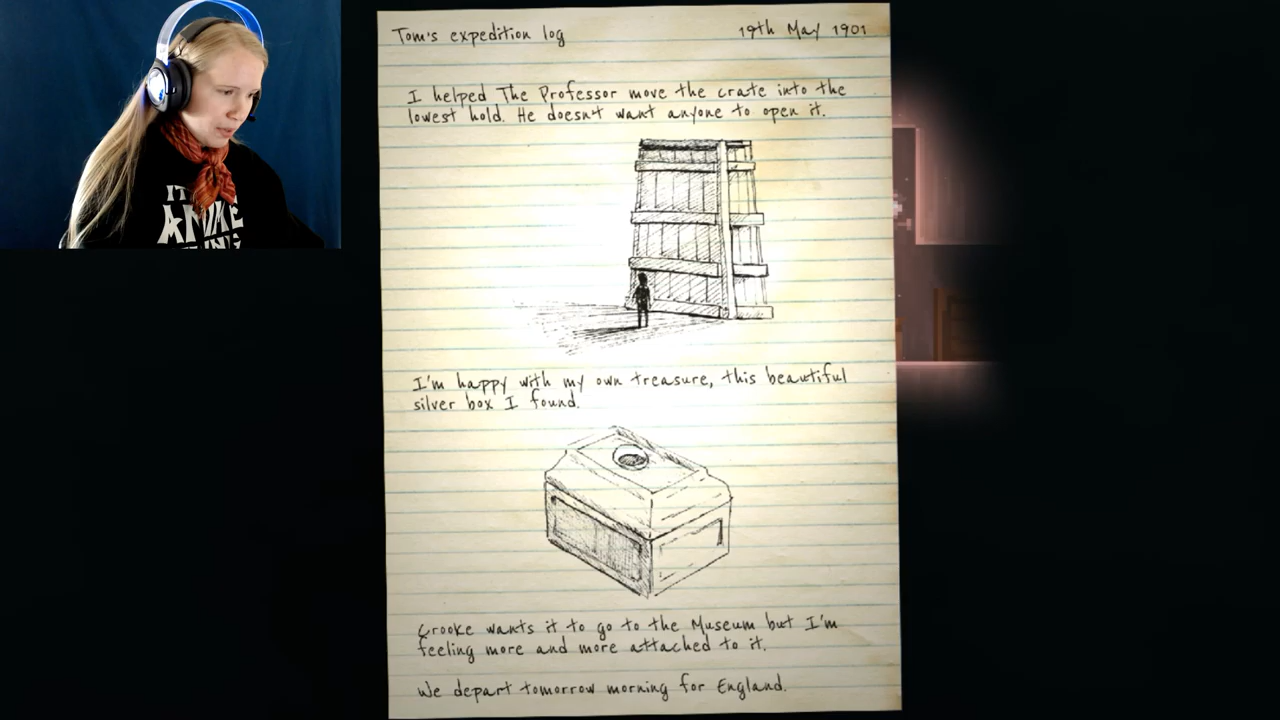 Tom's expedition log
19th May 1901
I helped The Professor move the crate into the
lowest hold. He doesn't want anyone to open it.
I'm happy with my own treasure, this beautiful
silver box I found.
Crooke wants it to go to the Museum but I'm
feeling more and more attached to it.
We depart tomorrow morning for England.